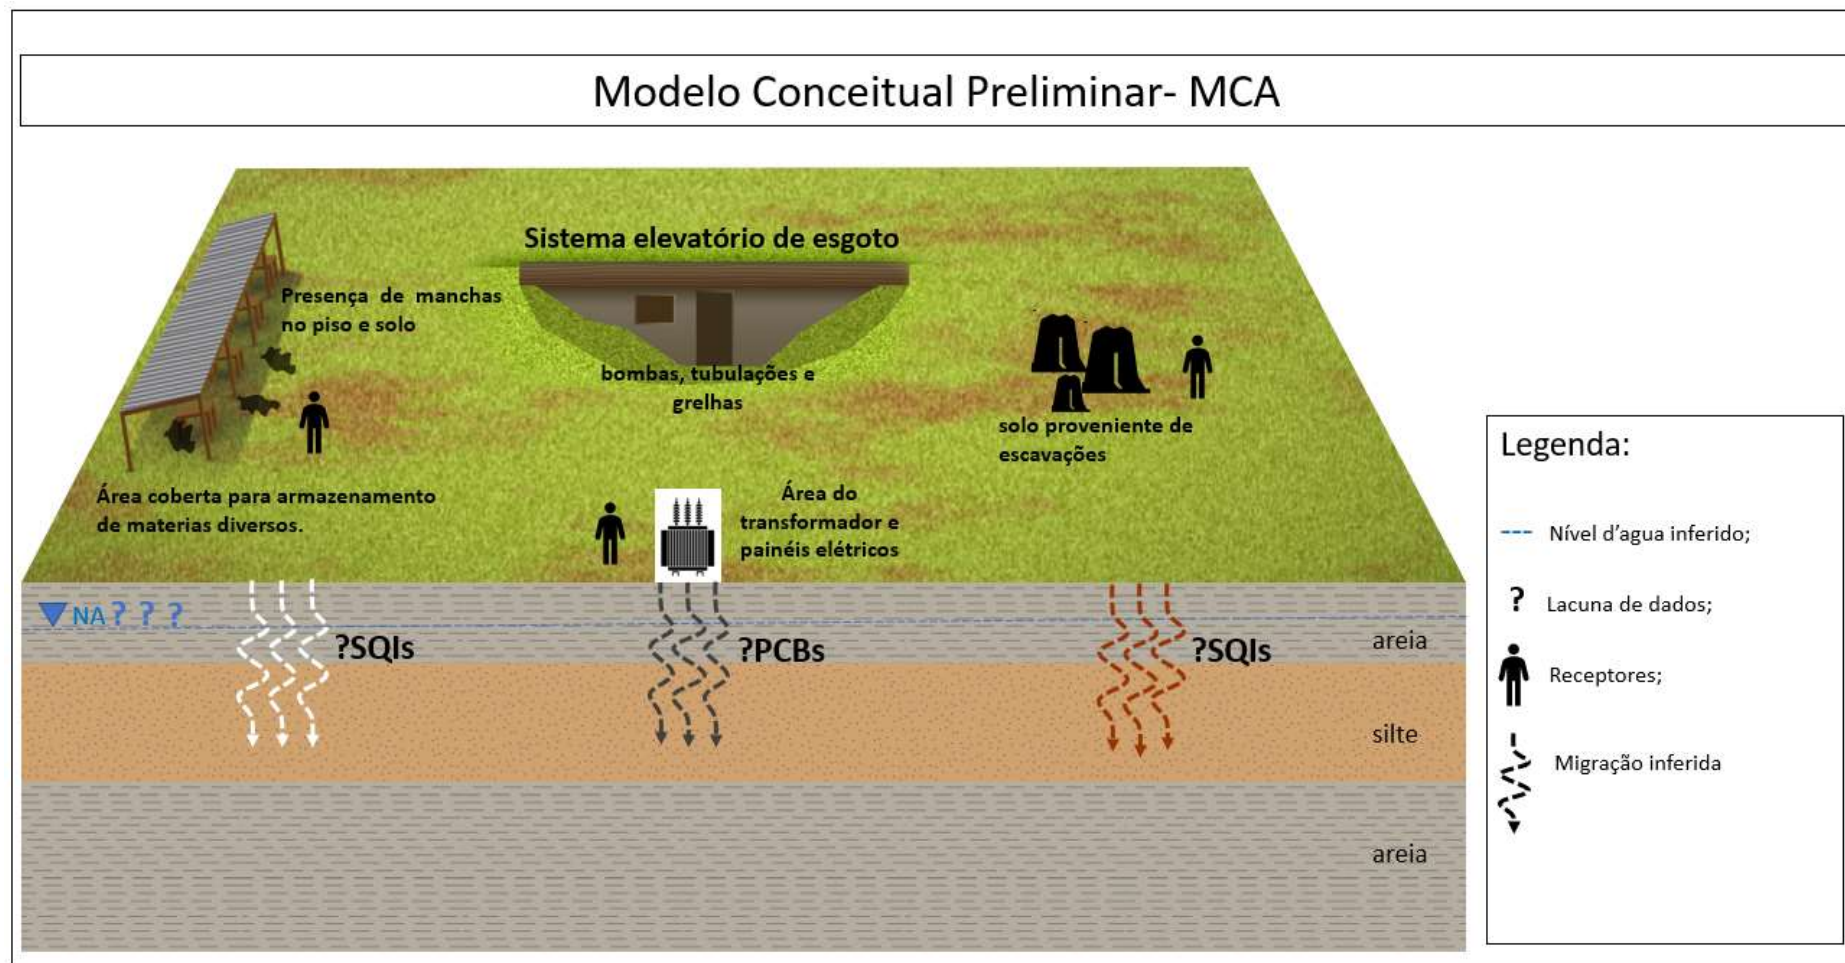 Modelo Conceitual Preliminar- MCA
Sistema elevatório de esgoto
Presença de manchas
no piso e solo
bombas, tubulações e
grelhas
solo proveniente de
escavações
Área coberta para armazenamento
de materias diversos.
Área do
transformador e
painéis elétricos
NA ? ? ?
?SQIs
?PCBs
?SQIs
areia
silte
areia
Legenda:
Nível d’agua inferido;
? Lacuna de dados;
Receptores;
Migração inferida